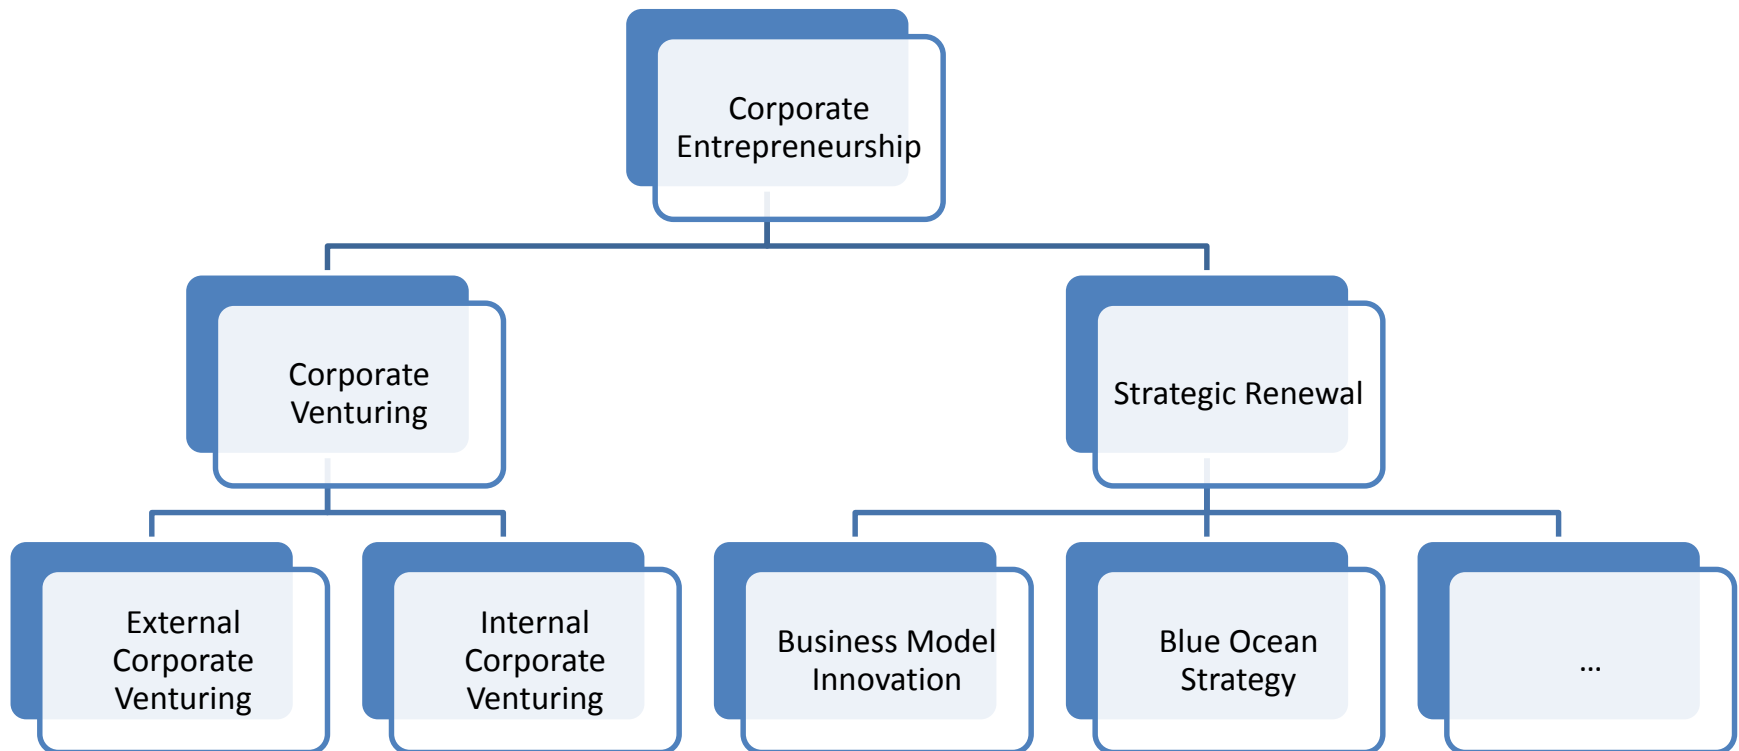 Corporate
Entrepreneurship
Corporate
Venturing
Strategic Renewal
External
Corporate
Venturing
Internal
Corporate
Venturing
Business Model
Innovation
Blue Ocean
Strategy
...